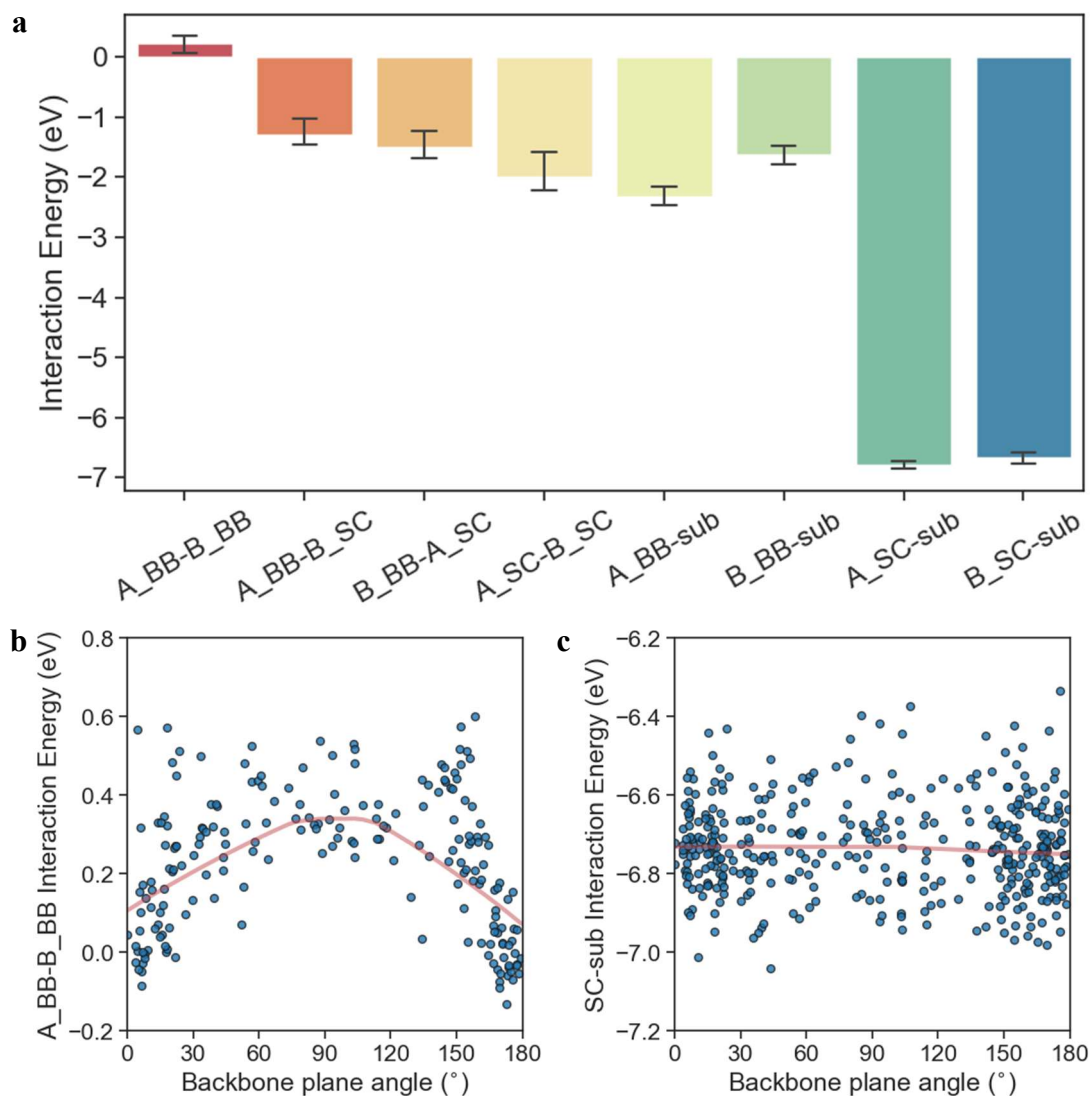 a
Interaction Energy (eV)
0
−1
−2
−3
−4
−5
−6
−7
A_BB-B_BB
A_BB-B_SC
B_BB-A_SC
A_SC-B_SC
A_BB-sub
B_BB-sub
A_SC-sub
B_SC-sub
b
A_BB-B_BB Interaction Energy (eV)
0.8
0.6
0.4
0.2
0.0
−0.2
0 30 60 90 120 150 180
Backbone plane angle (°)
c
SC-sub Interaction Energy (eV)
−6.2
−6.4
−6.6
−6.8
−7.0
−7.2
0 30 60 90 120 150 180
Backbone plane angle (°)